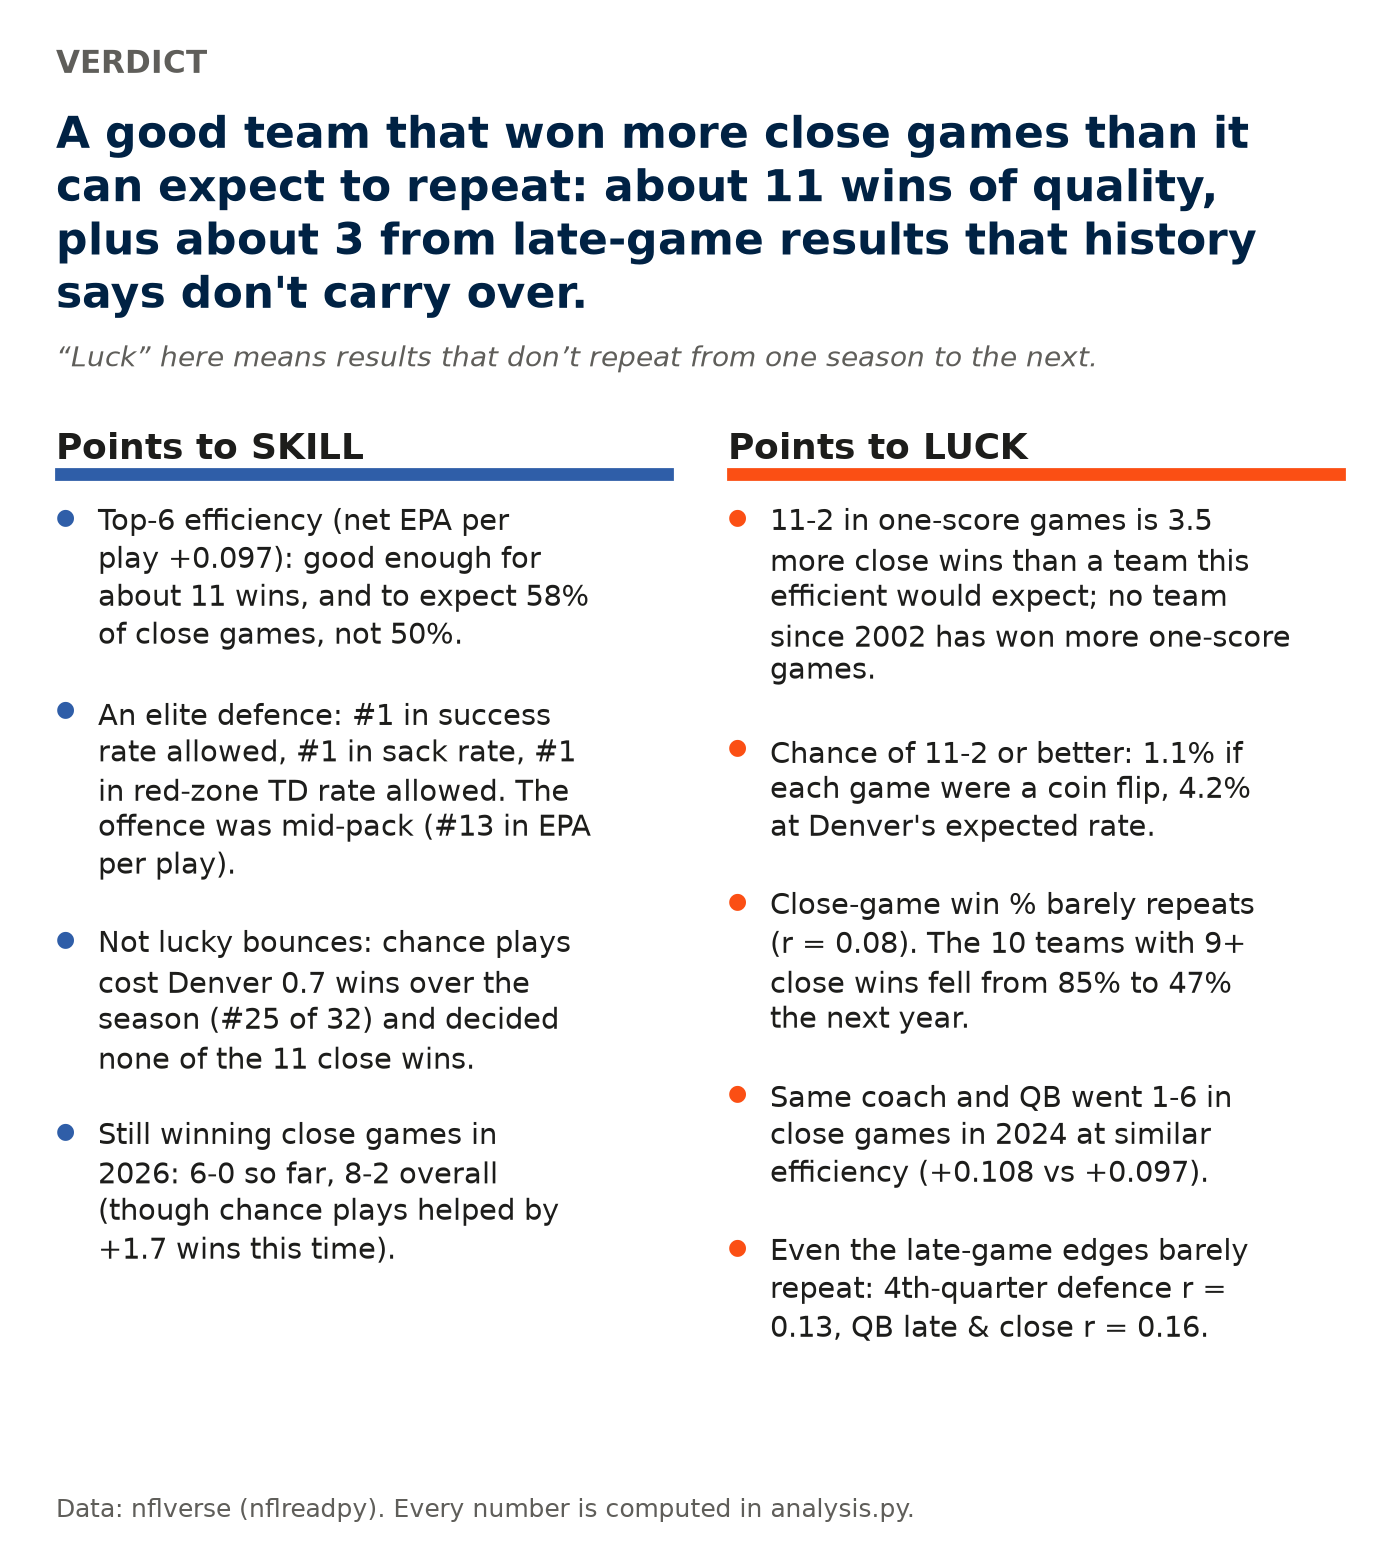 VERDICT
A good team that won more close games than it
can expect to repeat: about 11 wins of quality,
plus about 3 from late-game results that history
says don't carry over.
“Luck” here means results that don’t repeat from one season to the next.
Points to SKILL
Top-6 efficiency (net EPA per
play +0.097): good enough for
about 11 wins, and to expect 58%
of close games, not 50%.
An elite defence: #1 in success
rate allowed, #1 in sack rate, #1
in red-zone TD rate allowed. The
offence was mid-pack (#13 in EPA
per play).
Not lucky bounces: chance plays
cost Denver 0.7 wins over the
season (#25 of 32) and decided
none of the 11 close wins.
Still winning close games in
2026: 6-0 so far, 8-2 overall
(though chance plays helped by
+1.7 wins this time).
Points to LUCK
11-2 in one-score games is 3.5
more close wins than a team this
efficient would expect; no team
since 2002 has won more one-score
games.
Chance of 11-2 or better: 1.1% if
each game were a coin flip, 4.2%
at Denver's expected rate.
Close-game win % barely repeats
(r = 0.08). The 10 teams with 9+
close wins fell from 85% to 47%
the next year.
Same coach and QB went 1-6 in
close games in 2024 at similar
efficiency (+0.108 vs +0.097).
Even the late-game edges barely
repeat: 4th-quarter defence r =
0.13, QB late & close r = 0.16.
Data: nflverse (nflreadpy). Every number is computed in analysis.py.